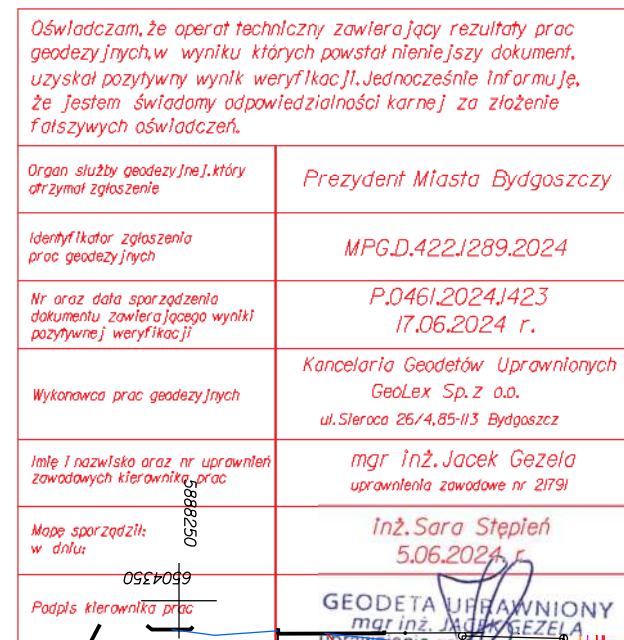 Oświadczam, że operat techniczny zawierający rezultaty prac
geodezyjnych, w wyniku których powstał nieniejszy dokument,
uzyskał pozytywny wynik weryfikacji. Jednocześnie informuję,
że jestem świadomy odpowiedzialności karnej za złożenie
fałszywych oświadczeń.
Organ służby geodezyjnej, który
otrzymał zgłoszenie
Prezydent Miasta Bydgoszczy
Identyfikator zgłoszenia
prac geodezyjnych
MPG.D.422.1289.2024
Nr oraz data sporządzenia
dokumentu zawierającego wyniki
pozytywnej weryfikacji
P.0461.2024.1423
17.06.2024 r.
Wykonawca prac geodezyjnych
Kancelaria Geodetów Uprawnionych
GeoLex Sp. z o.o.
ul. Sieroca 26/4, 85-113 Bydgoszcz
Imię i nazwisko oraz nr uprawnień
zawodowych kierownika prac
mgr inż. Jacek Gezela
uprawnienia zawodowe nr 21791
5888250
Mapę sporządził:
w dniu:
inż. Sara Stępień
5.06.2024 r.
6504350
Podpis kierownika prac
GEODETA UPRAWNIONY
mgr inż. JACEK GEZELA